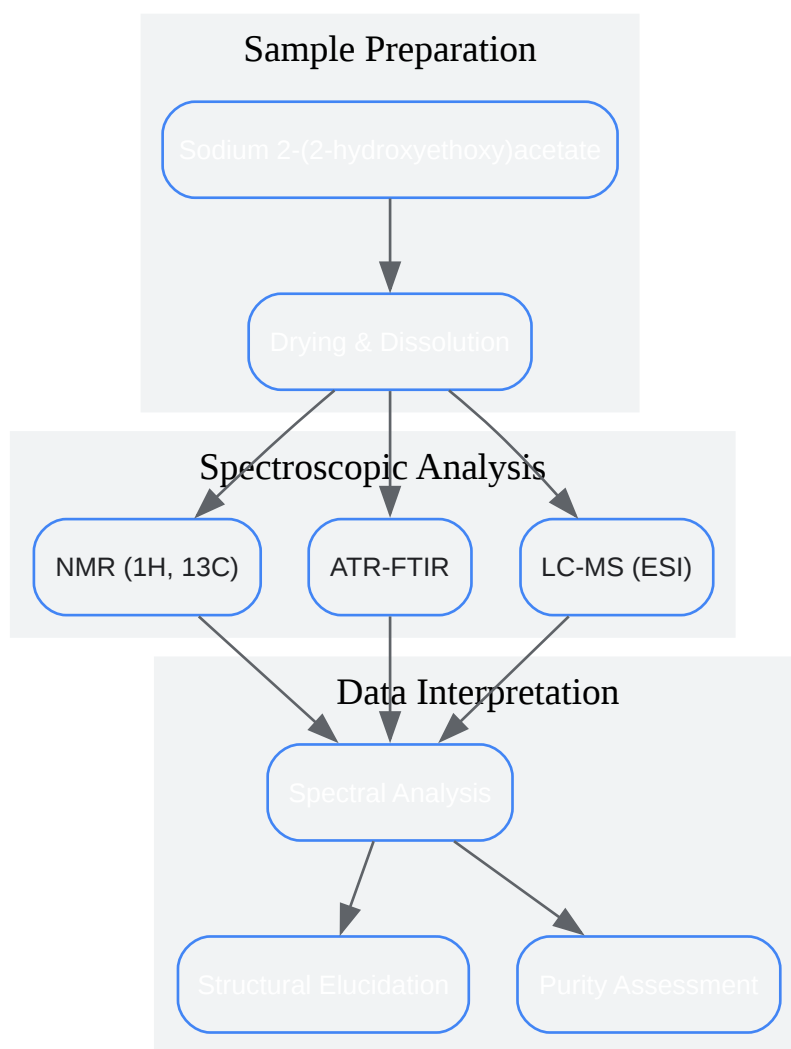 Sample Preparation
Sodium 2-(2-hydroxyethoxy)acetate
Drying & Dissolution
Spectroscopic Analysis
NMR (1H, 13C)
ATR-FTIR
LC-MS (ESI)
Data Interpretation
Spectral Analysis
Structural Elucidation
Purity Assessment